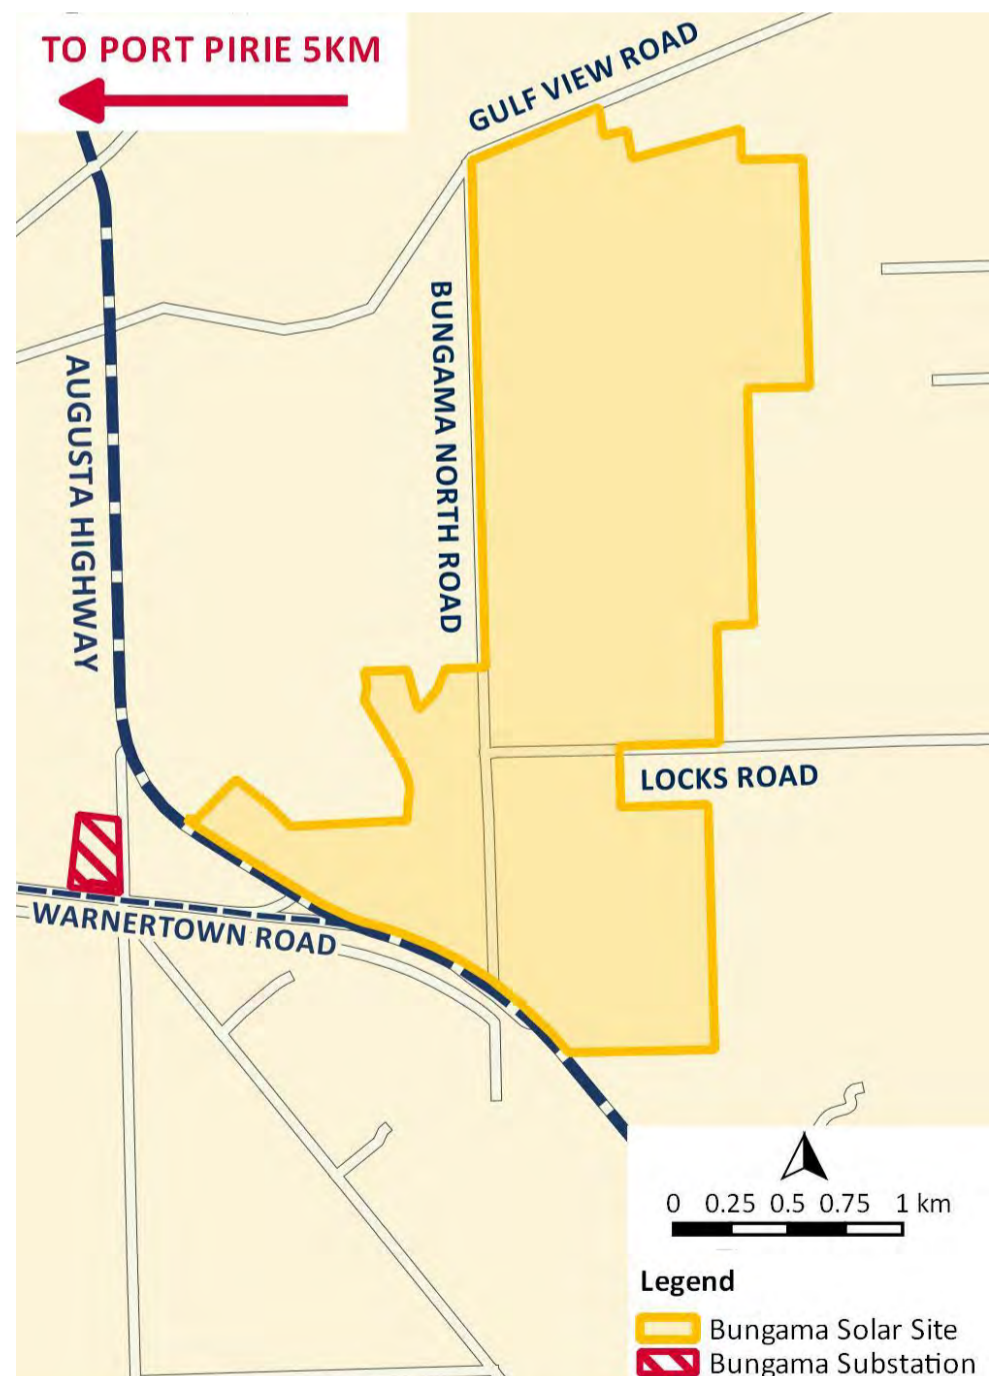 TO PORT PIRIE 5KM
GULF VIEW ROAD
BUNGAMA NORTH ROAD
AUGUSTA HIGHWAY
LOCKS ROAD
WARNERTOWN ROAD
0 0.25 0.5 0.75 1 km
Legend
Bungama Solar Site
Bungama Substation